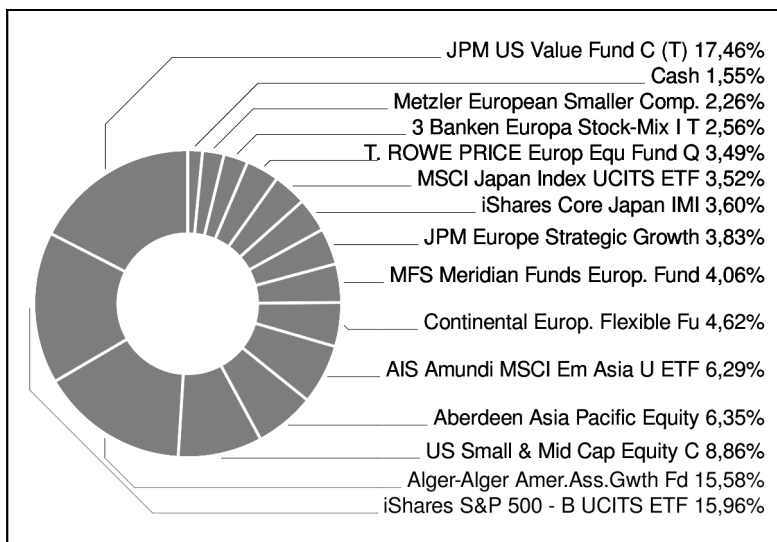 JPM US Value Fund C (T) 17,46%
Cash 1,55%
Metzler European Smaller Comp. 2,26%
3 Banken Europa Stock-Mix I T 2,56%
T. ROWE PRICE Europ Equ Fund Q 3,49%
MSCI Japan Index UCITS ETF 3,52%
iShares Core Japan IMI 3,60%
JPM Europe Strategic Growth 3,83%
MFS Meridian Funds Europ. Fund 4,06%
Continental Europ. Flexible Fu 4,62%
AIS Amundi MSCI Em Asia U ETF 6,29%
Aberdeen Asia Pacific Equity 6,35%
US Small & Mid Cap Equity C 8,86%
Alger-Alger Amer.Ass.Gwth Fd 15,58%
iShares S&P 500 - B UCITS ETF 15,96%